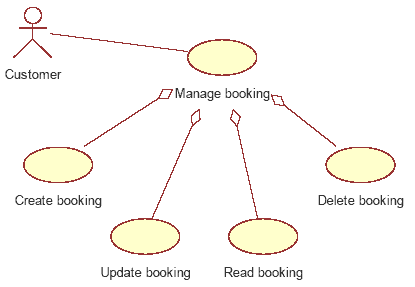 Customer
Manage booking
Create booking
Delete booking
Update booking
Read booking